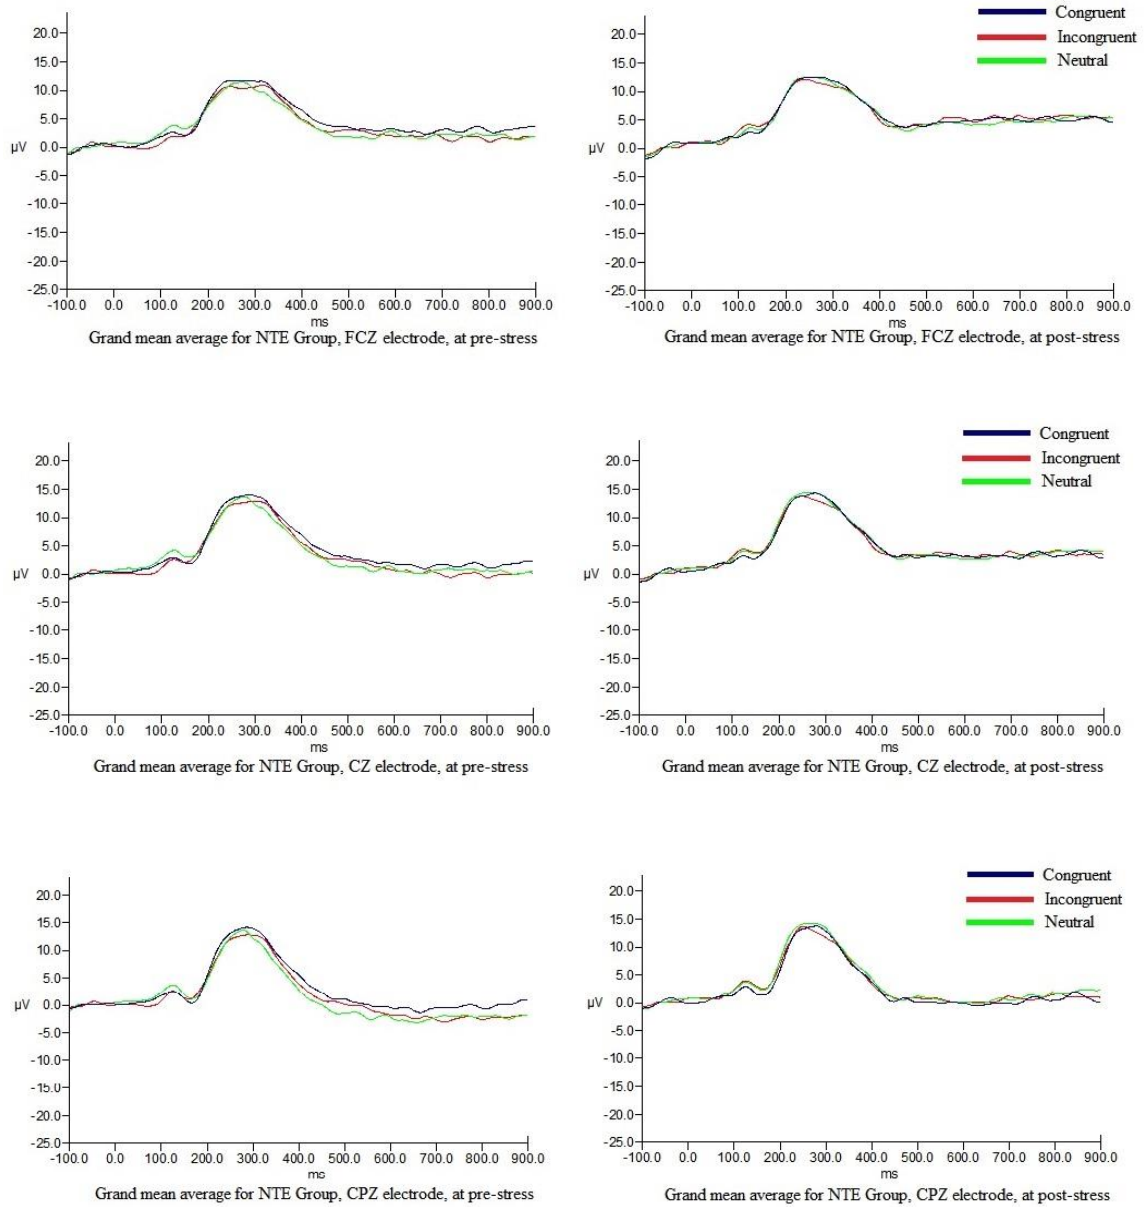 20.0
15.0
10.0
5.0
µV
0.0
-5.0
-10.0
-15.0
-20.0
-25.0
-100.0 0.0 100.0 200.0 300.0 400.0 500.0 600.0 700.0 800.0 900.0
ms
Grand mean average for NTE Group, FCZ electrode, at pre-stress
Congruent
Incongruent
Neutral
20.0
15.0
10.0
5.0
µV
0.0
-5.0
-10.0
-15.0
-20.0
-25.0
-100.0 0.0 100.0 200.0 300.0 400.0 500.0 600.0 700.0 800.0 900.0
ms
Grand mean average for NTE Group, FCZ electrode, at post-stress
20.0
15.0
10.0
5.0
µV
0.0
-5.0
-10.0
-15.0
-20.0
-25.0
-100.0 0.0 100.0 200.0 300.0 400.0 500.0 600.0 700.0 800.0 900.0
ms
Grand mean average for NTE Group, CZ electrode, at pre-stress
Congruent
Incongruent
Neutral
20.0
15.0
10.0
5.0
µV
0.0
-5.0
-10.0
-15.0
-20.0
-25.0
-100.0 0.0 100.0 200.0 300.0 400.0 500.0 600.0 700.0 800.0 900.0
ms
Grand mean average for NTE Group, CZ electrode, at post-stress
20.0
15.0
10.0
5.0
µV
0.0
-5.0
-10.0
-15.0
-20.0
-25.0
-100.0 0.0 100.0 200.0 300.0 400.0 500.0 600.0 700.0 800.0 900.0
ms
Grand mean average for NTE Group, CPZ electrode, at pre-stress
Congruent
Incongruent
Neutral
20.0
15.0
10.0
5.0
µV
0.0
-5.0
-10.0
-15.0
-20.0
-25.0
-100.0 0.0 100.0 200.0 300.0 400.0 500.0 600.0 700.0 800.0 900.0
ms
Grand mean average for NTE Group, CPZ electrode, at post-stress